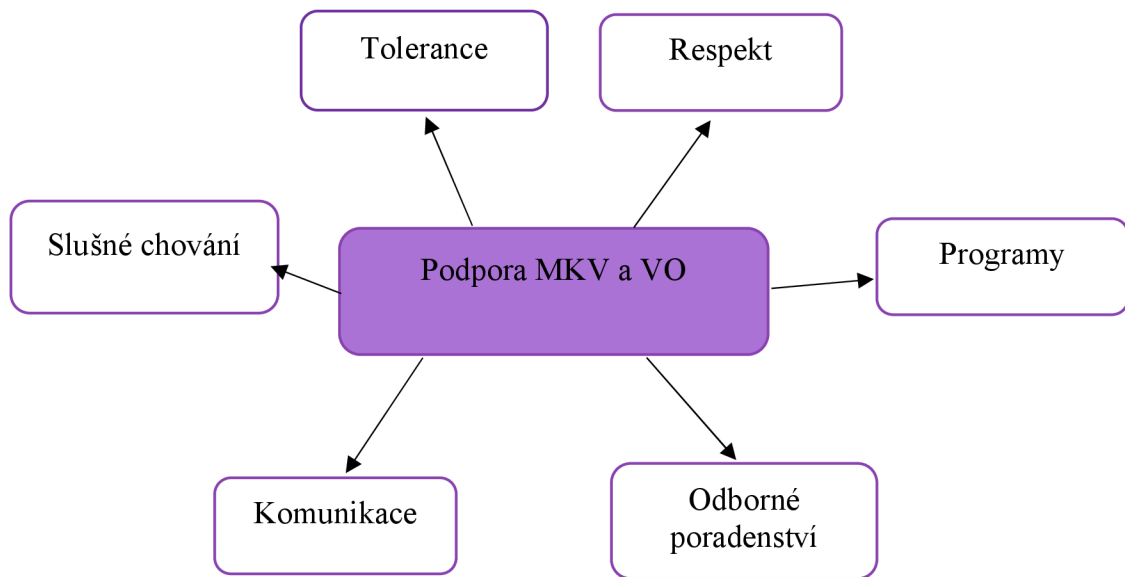 Tolerance
Respekt
Slušné chování
Podpora MKV a VO
Programy
Komunikace
Odborné
poradenství